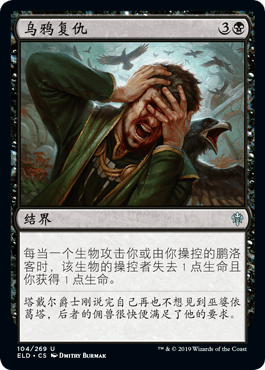 乌鸦复仇 3
结界
每当一个生物攻击你或由你操控的鹏洛
客时，该生物的操控者失去1点生命且
你获得1点生命。
塔戴尔爵士刚说完自己再也不想见到巫婆依
葛塔，后者的佣兽很快便满足了他的要求。
104/269 U
ELD • CS DMITRY BURMAK
™ & © 2019 Wizards of the Coast